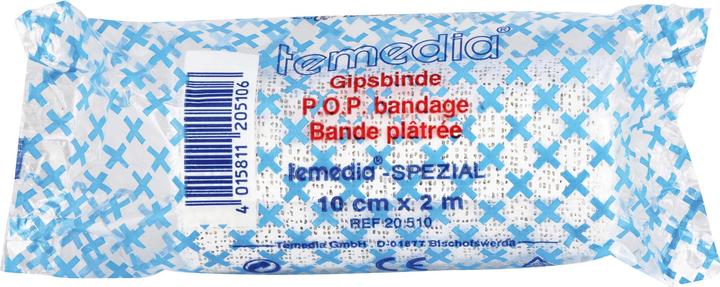 temedia®
Gipsbinde
P.O.P. bandage
Bande plâtrée
temedia®-SPEZIAL
10 cm x 2 m
REF 20 510
Temedia GmbH D-01877 Bischofswerda
CE
4 015811 205106